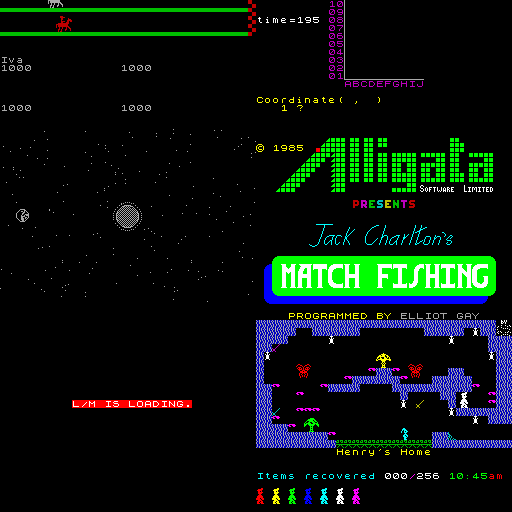 Iva
1000 1000
1000 1000
L/M IS LOADING.
time=195
10
09
08
07
06
05
04
03
02
01
ABCDEFGHIJ
Coordinate( , )
1 ?
© 1985
Alligata
SOFTWARE LIMITED
PRESENTS
Jack Charlton's
MATCH FISHING
PROGRAMMED BY ELLIOT GAY
Henry's Home
Items recovered 000/256 10:45am